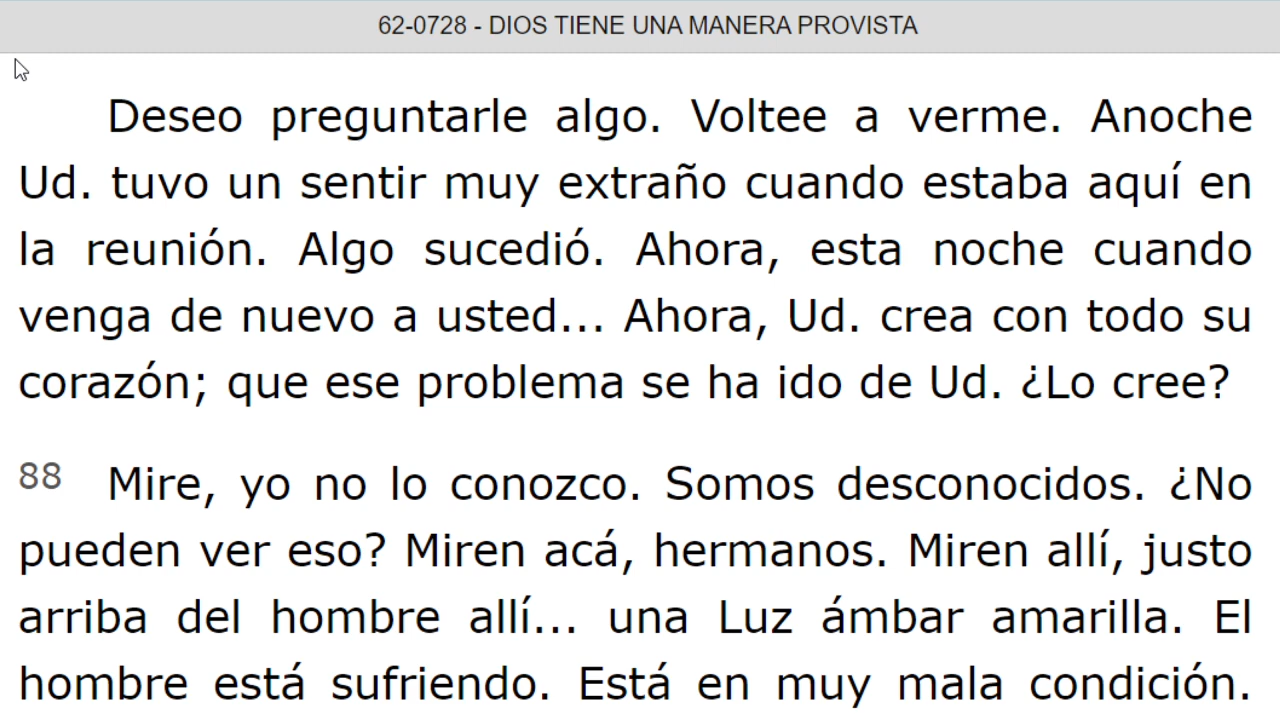 62-0728 - DIOS TIENE UNA MANERA PROVISTA
Deseo preguntarle algo. Voltee a verme. Anoche
Ud. tuvo un sentir muy extraño cuando estaba aquí en
la reunión. Algo sucedió. Ahora, esta noche cuando
venga de nuevo a usted... Ahora, Ud. crea con todo su
corazón; que ese problema se ha ido de Ud. ¿Lo cree?
88 Mire, yo no lo conozco. Somos desconocidos. ¿No
pueden ver eso? Miren acá, hermanos. Miren allí, justo
arriba del hombre allí... una Luz ámbar amarilla. El
hombre está sufriendo. Está en muy mala condición.